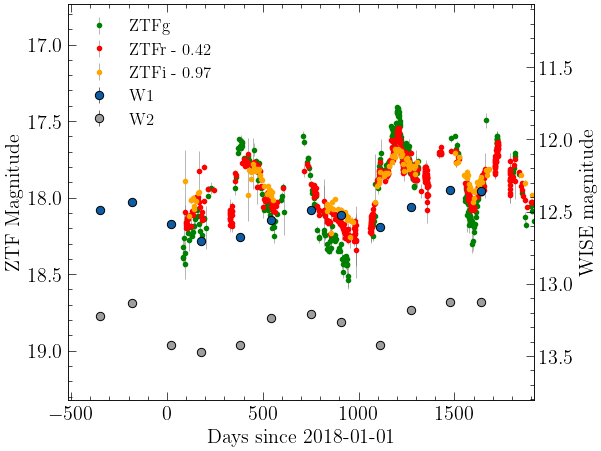 ZTFg
ZTFr - 0.42
ZTFi - 0.97
W1
W2
17.0
17.5
18.0
18.5
19.0
ZTF Magnitude
11.5
12.0
12.5
13.0
13.5
WISE magnitude
−500
0
500
1000
1500
Days since 2018-01-01